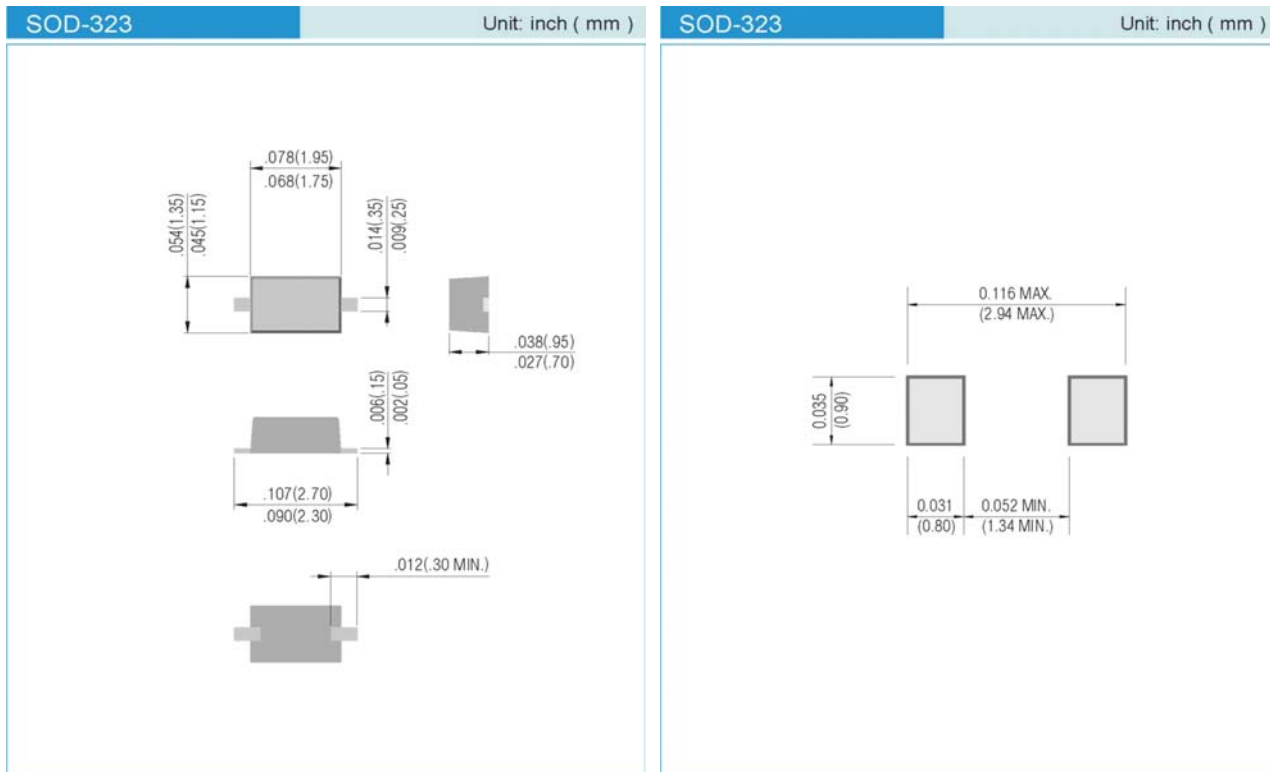 SOD-323
Unit: inch ( mm )
.078(1.95)
.068(1.75)
.054(1.35)
.045(1.15)
.014(.35)
.009(.25)
.038(.95)
.027(.70)
.006(.15)
.002(.05)
.107(2.70)
.090(2.30)
.012(.30 MIN.)
SOD-323
Unit: inch ( mm )
0.116 MAX.
(2.94 MAX.)
0.035
(0.90)
0.031
(0.80)
0.052 MIN.
(1.34 MIN.)